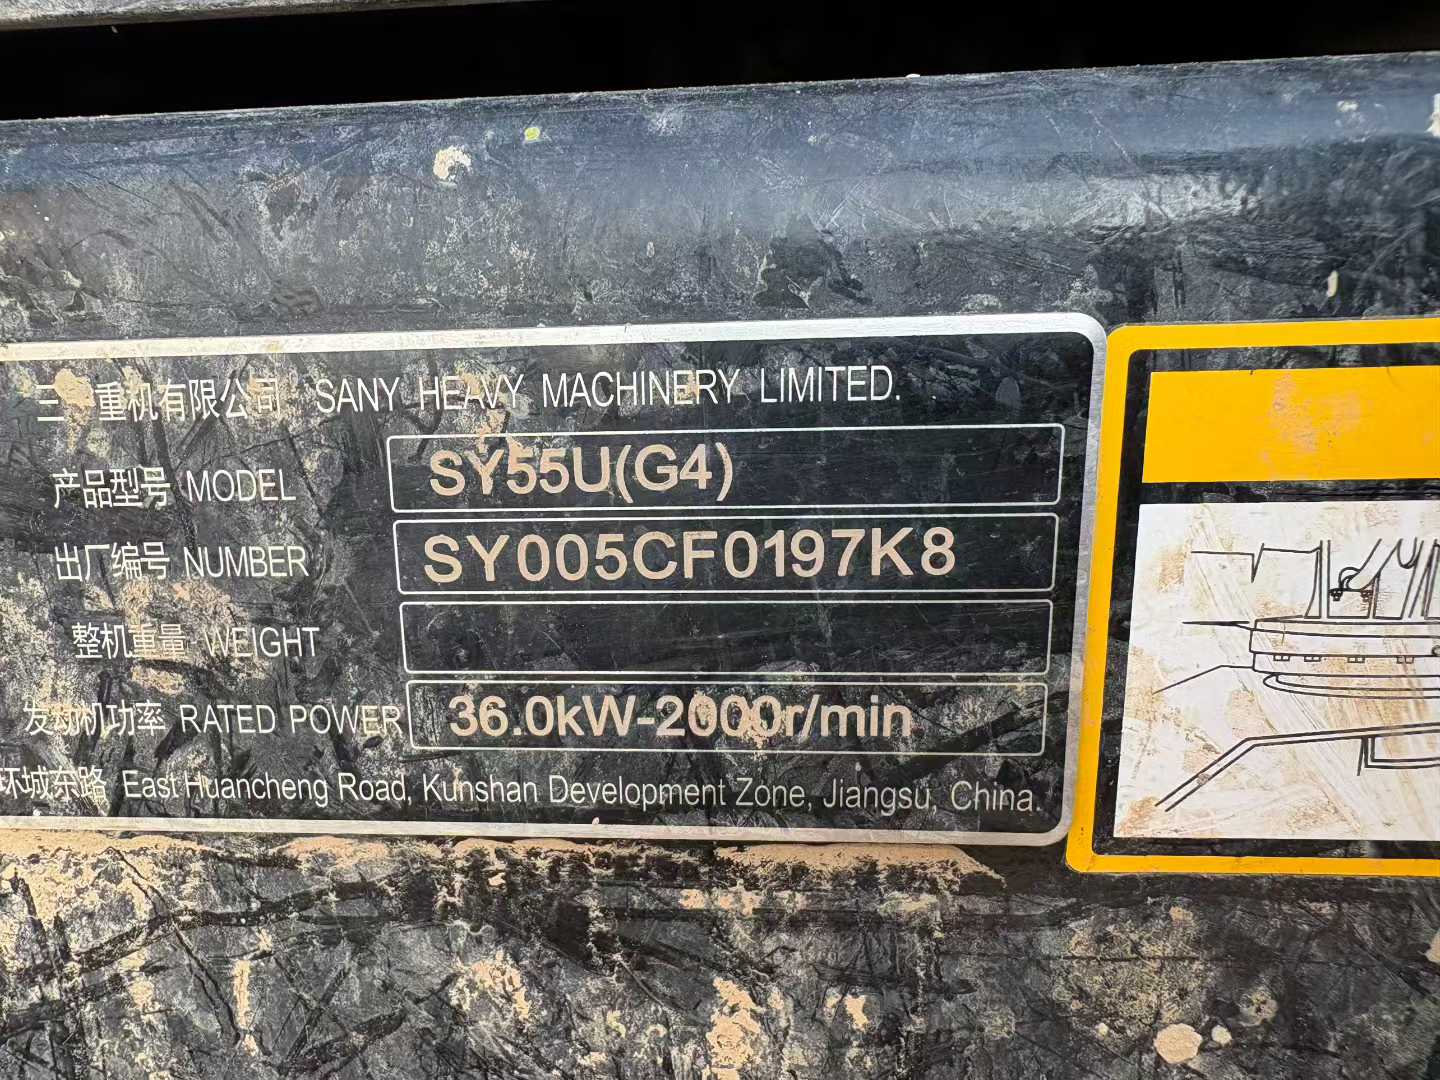 三一重机有限公司 SANY HEAVY MACHINERY LIMITED.
产品型号 MODEL SY55U(G4)
出厂编号 NUMBER SY005CF0197K8
整机重量 WEIGHT
发动机功率 RATED POWER 36.0kW-2000r/min
环城东路 East Huancheng Road, Kunshan Development Zone, Jiangsu, China.